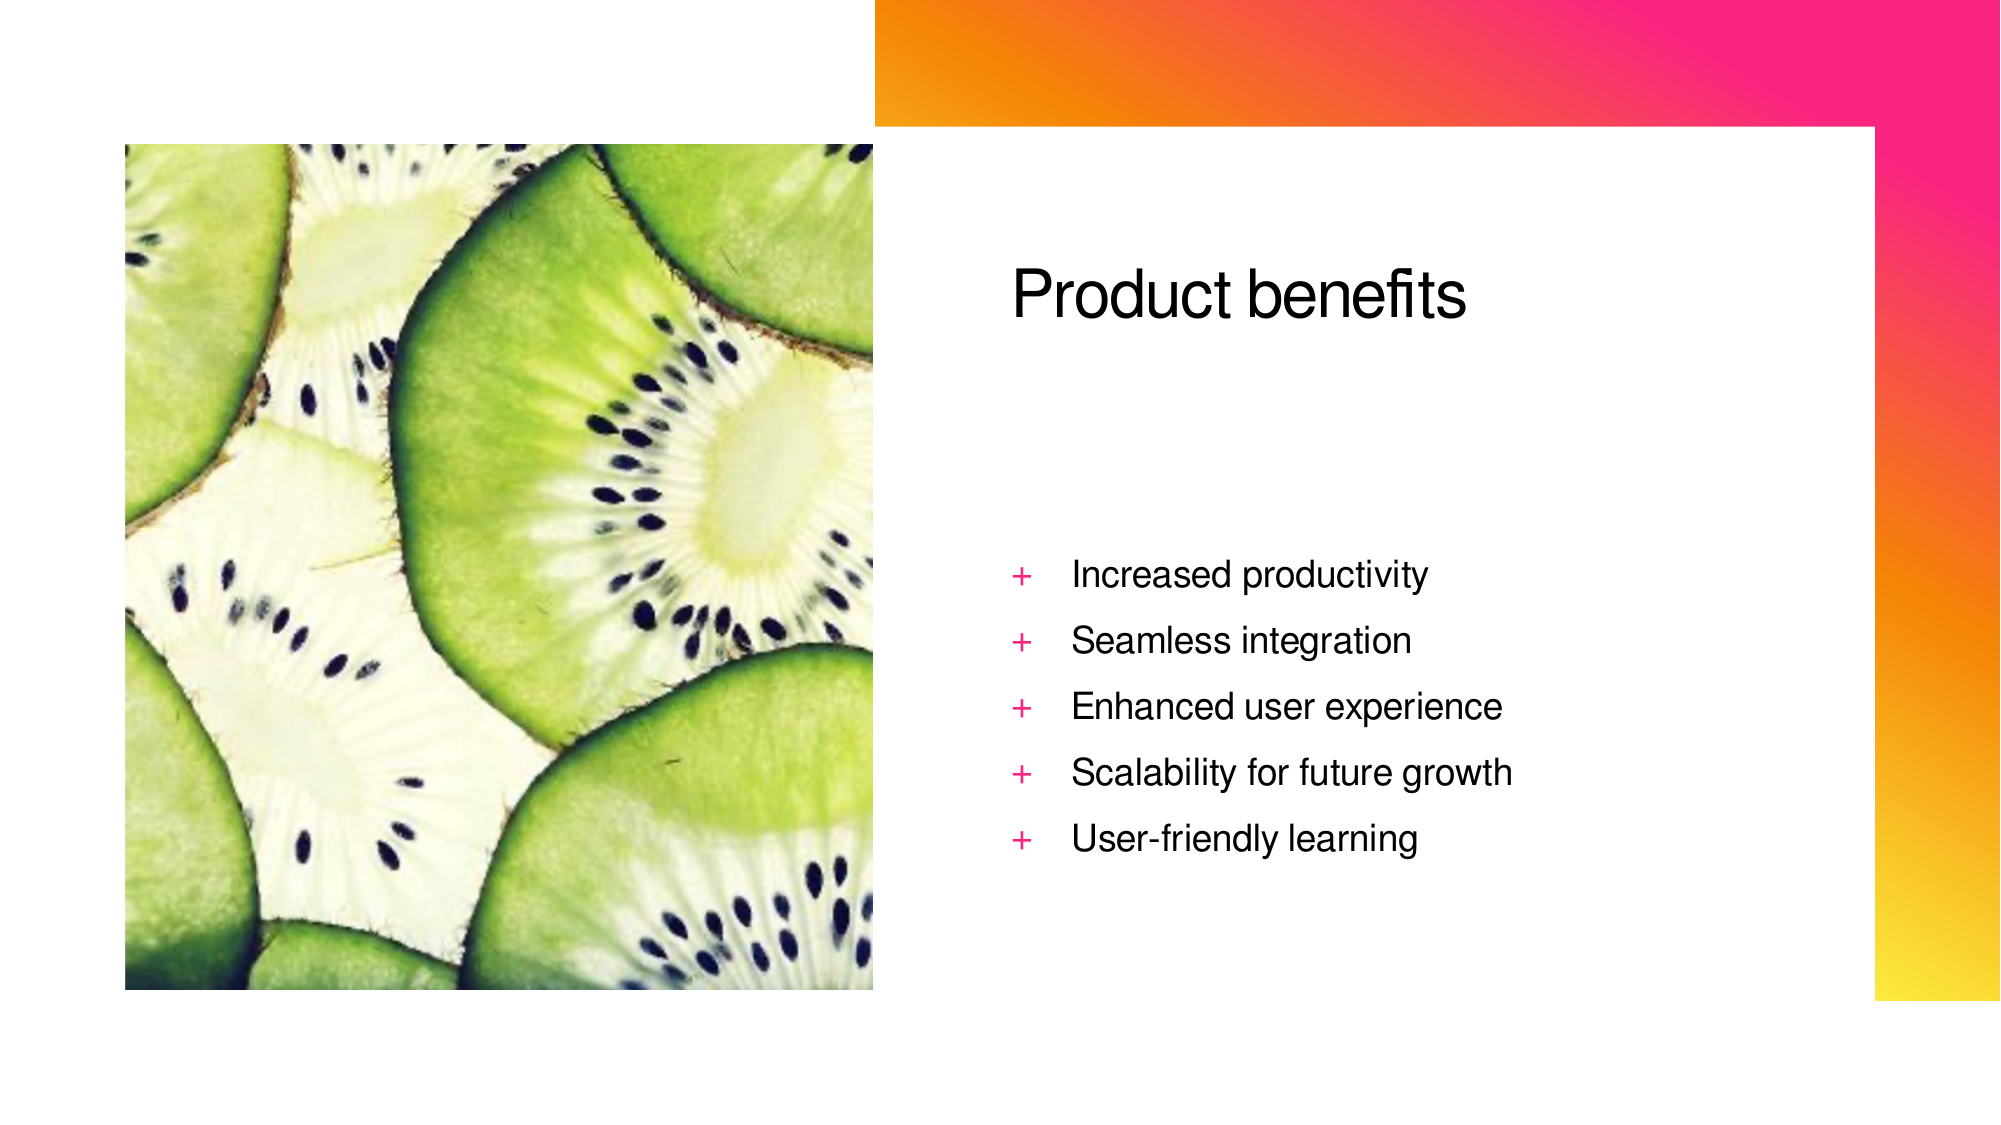 Product benefits
+ Increased productivity
+ Seamless integration
+ Enhanced user experience
+ Scalability for future growth
+ User-friendly learning